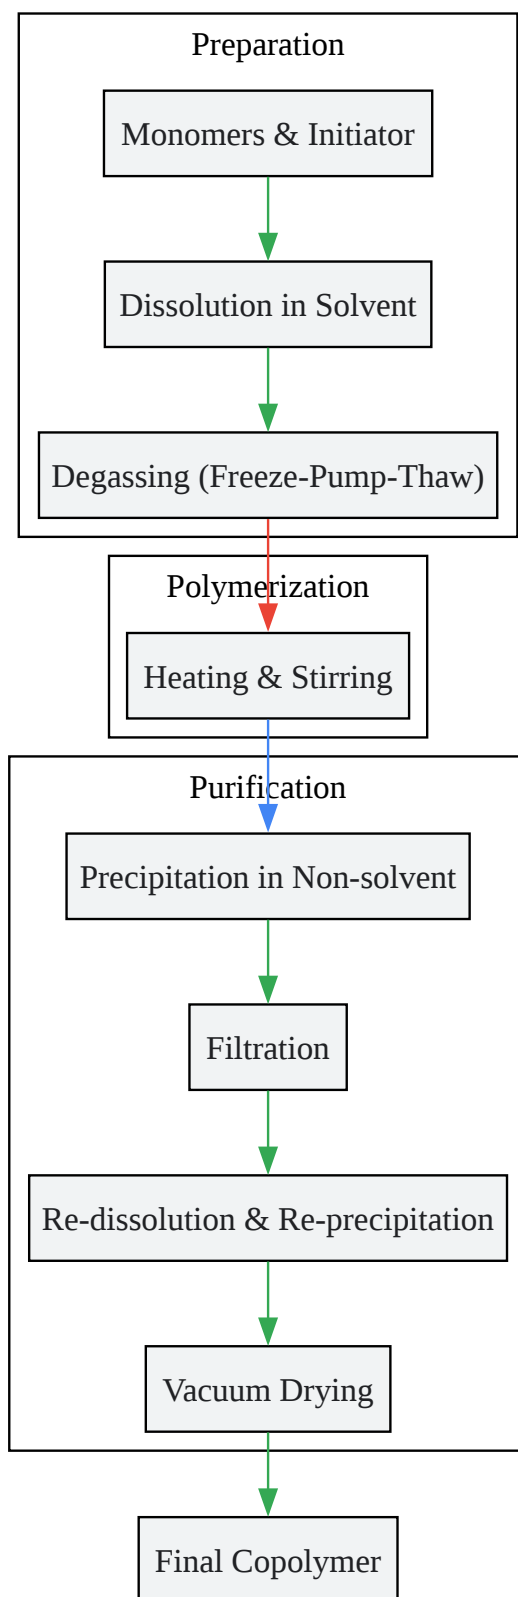 Preparation
Monomers & Initiator
Dissolution in Solvent
Degassing (Freeze-Pump-Thaw)
Polymerization
Heating & Stirring
Purification
Precipitation in Non-solvent
Filtration
Re-dissolution & Re-precipitation
Vacuum Drying
Final Copolymer